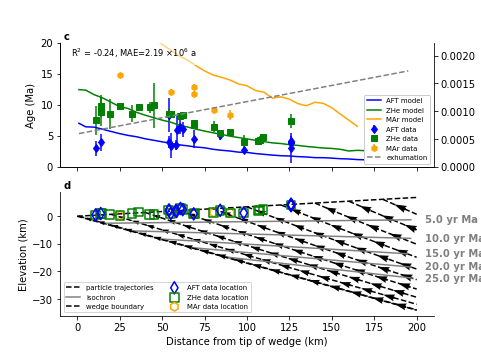 c
R² = -0.24, MAE=2.19 ×10⁶ a
Age (Ma)
20
15
10
5
0
0.0020
0.0015
0.0010
0.0005
0.0000
AFT model
ZHe model
MAr model
AFT data
ZHe data
MAr data
exhumation
d
Elevation (km)
0
−10
−20
−30
5.0 yr Ma
10.0 yr Ma
15.0 yr Ma
20.0 yr Ma
25.0 yr Ma
particle trajectories
isochron
wedge boundary
AFT data location
ZHe data location
MAr data location
0 25 50 75 100 125 150 175 200
Distance from tip of wedge (km)